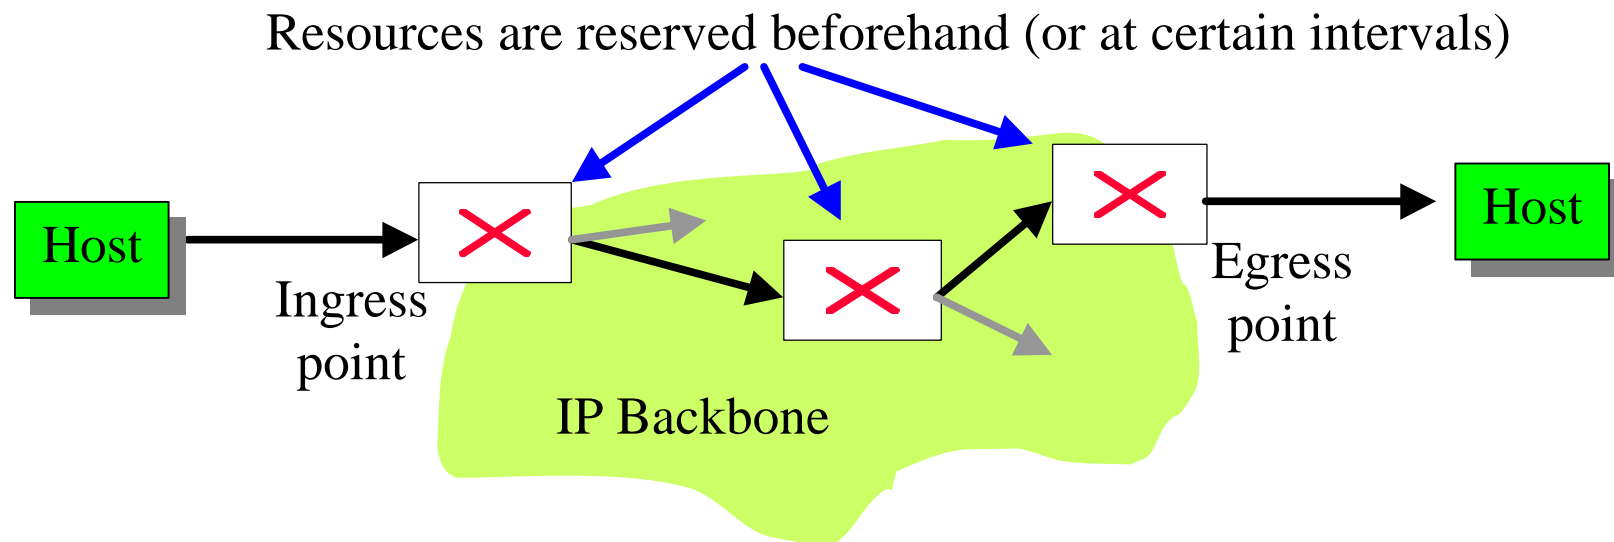 Resources are reserved beforehand (or at certain intervals)
Host
Ingress
point
IP Backbone
Egress
point
Host